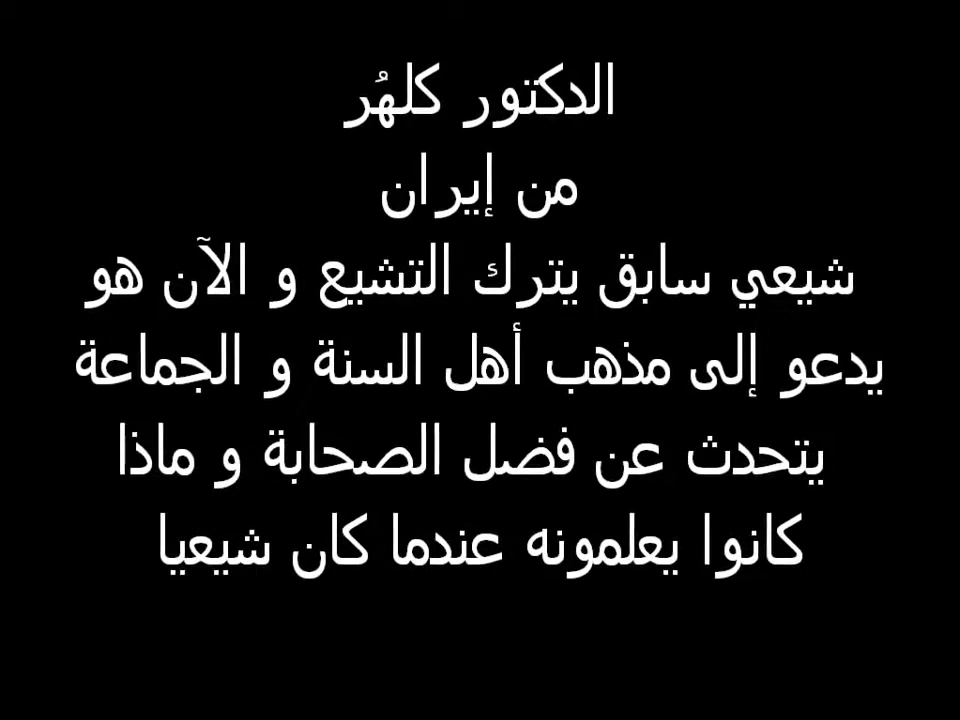 الدكتور كلهُر
من إيران
شيعي سابق يترك التشيع و الآن هو
يدعو إلى مذهب أهل السنة و الجماعة
يتحدث عن فضل الصحابة و ماذا
كانوا يعلمونه عندما كان شيعيا